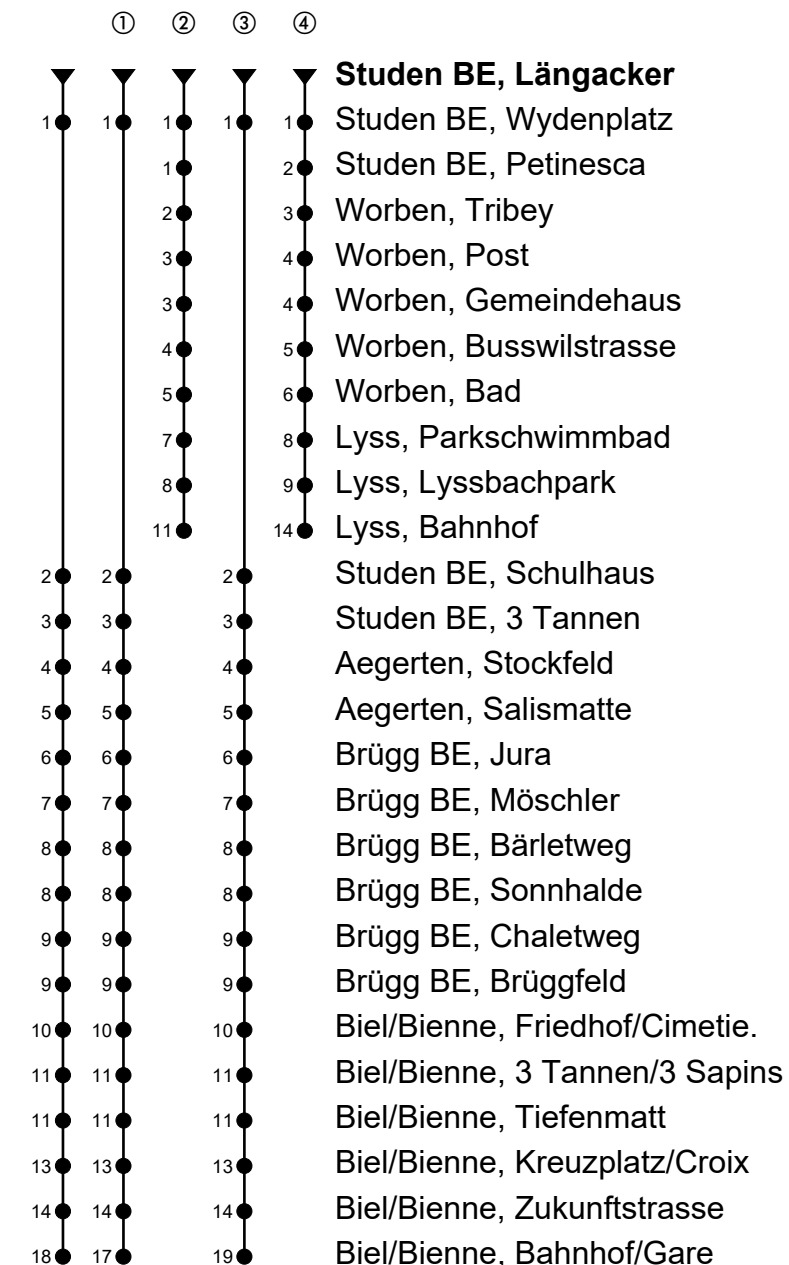 ① ② ③ ④
Studen BE, Längacker
1 1 1 1 1 Studen BE, Wydenplatz
1 2 Studen BE, Petinesca
2 3 Worben, Tribey
3 4 Worben, Post
3 4 Worben, Gemeindehaus
4 5 Worben, Busswilstrasse
5 6 Worben, Bad
7 8 Lyss, Parkschwimmbad
8 9 Lyss, Lyssbachpark
11 14 Lyss, Bahnhof
2 2 2 Studen BE, Schulhaus
3 3 3 Studen BE, 3 Tannen
4 4 4 Aegerten, Stockfeld
5 5 5 Aegerten, Salismatte
6 6 6 Brügg BE, Jura
7 7 7 Brügg BE, Möschler
8 8 8 Brügg BE, Bärletweg
8 8 8 Brügg BE, Sonnhalde
9 9 9 Brügg BE, Chaletweg
9 9 9 Brügg BE, Brüggfeld
10 10 10 Biel/Bienne, Friedhof/Cimetie.
11 11 11 Biel/Bienne, 3 Tannen/3 Sapins
11 11 11 Biel/Bienne, Tiefenmatt
13 13 13 Biel/Bienne, Kreuzplatz/Croix
14 14 14 Biel/Bienne, Zukunftstrasse
18 17 19 Biel/Bienne, Bahnhof/Gare